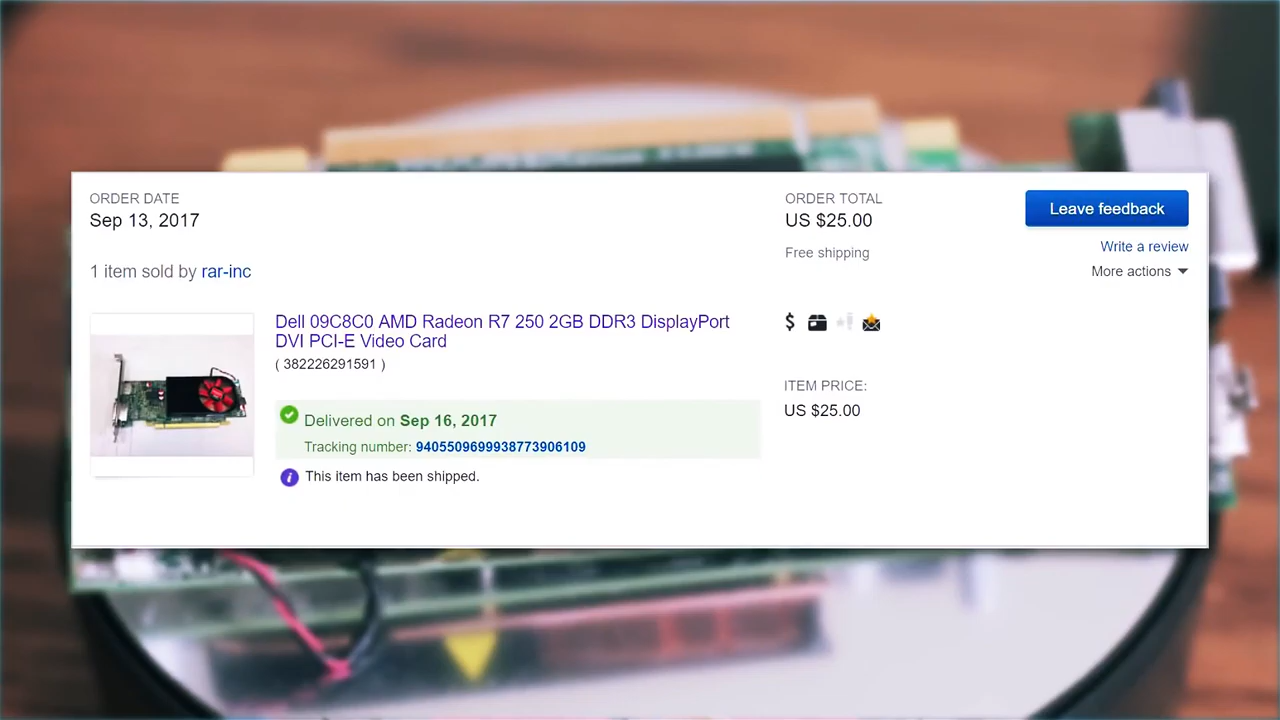 ORDER DATE
Sep 13, 2017
ORDER TOTAL
US $25.00
Free shipping
Leave feedback
Write a review
More actions
1 item sold by rar-inc
Dell 09C8C0 AMD Radeon R7 250 2GB DDR3 DisplayPort
DVI PCI-E Video Card
( 382226291591 )
Delivered on Sep 16, 2017
Tracking number: 9405509699938773906109
This item has been shipped.
ITEM PRICE:
US $25.00